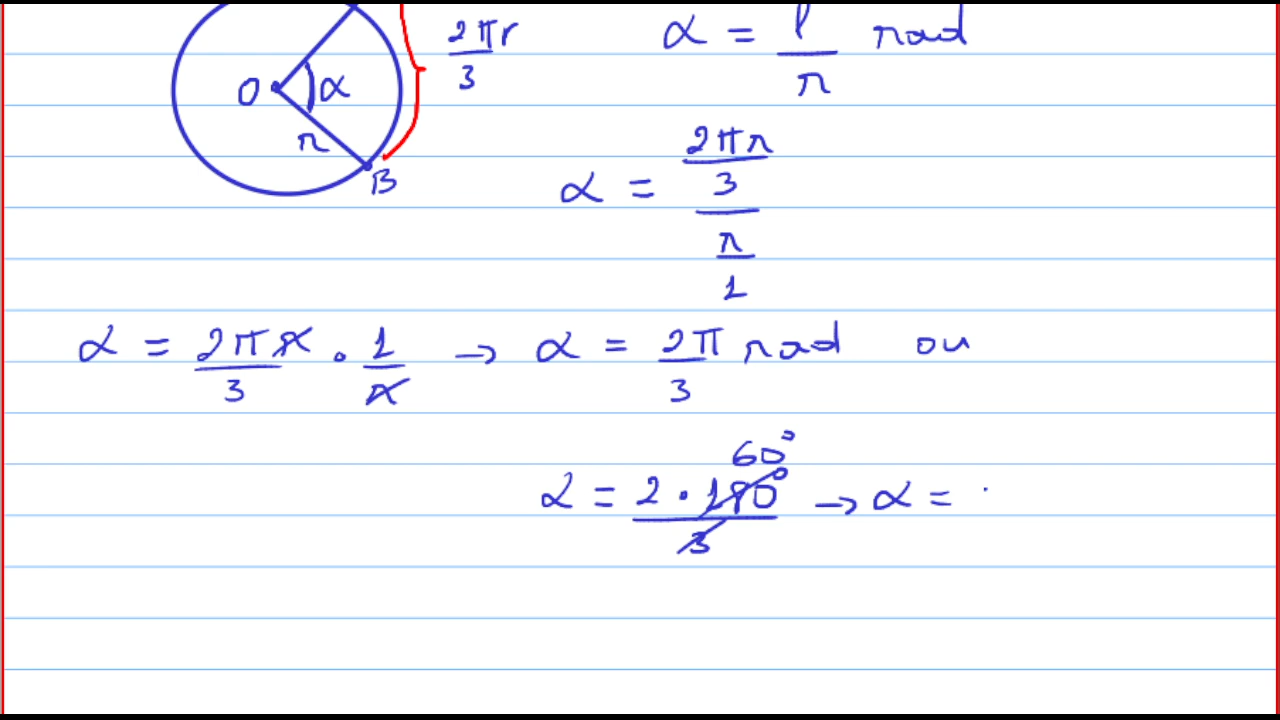 2πr/3
α = l/r rad
O α
r
B
α = (2πr/3)/(r/1)
α = 2πr/3 . 1/r → α = 2π/3 rad ou
60°
α = 2 . 180°/3 → α =